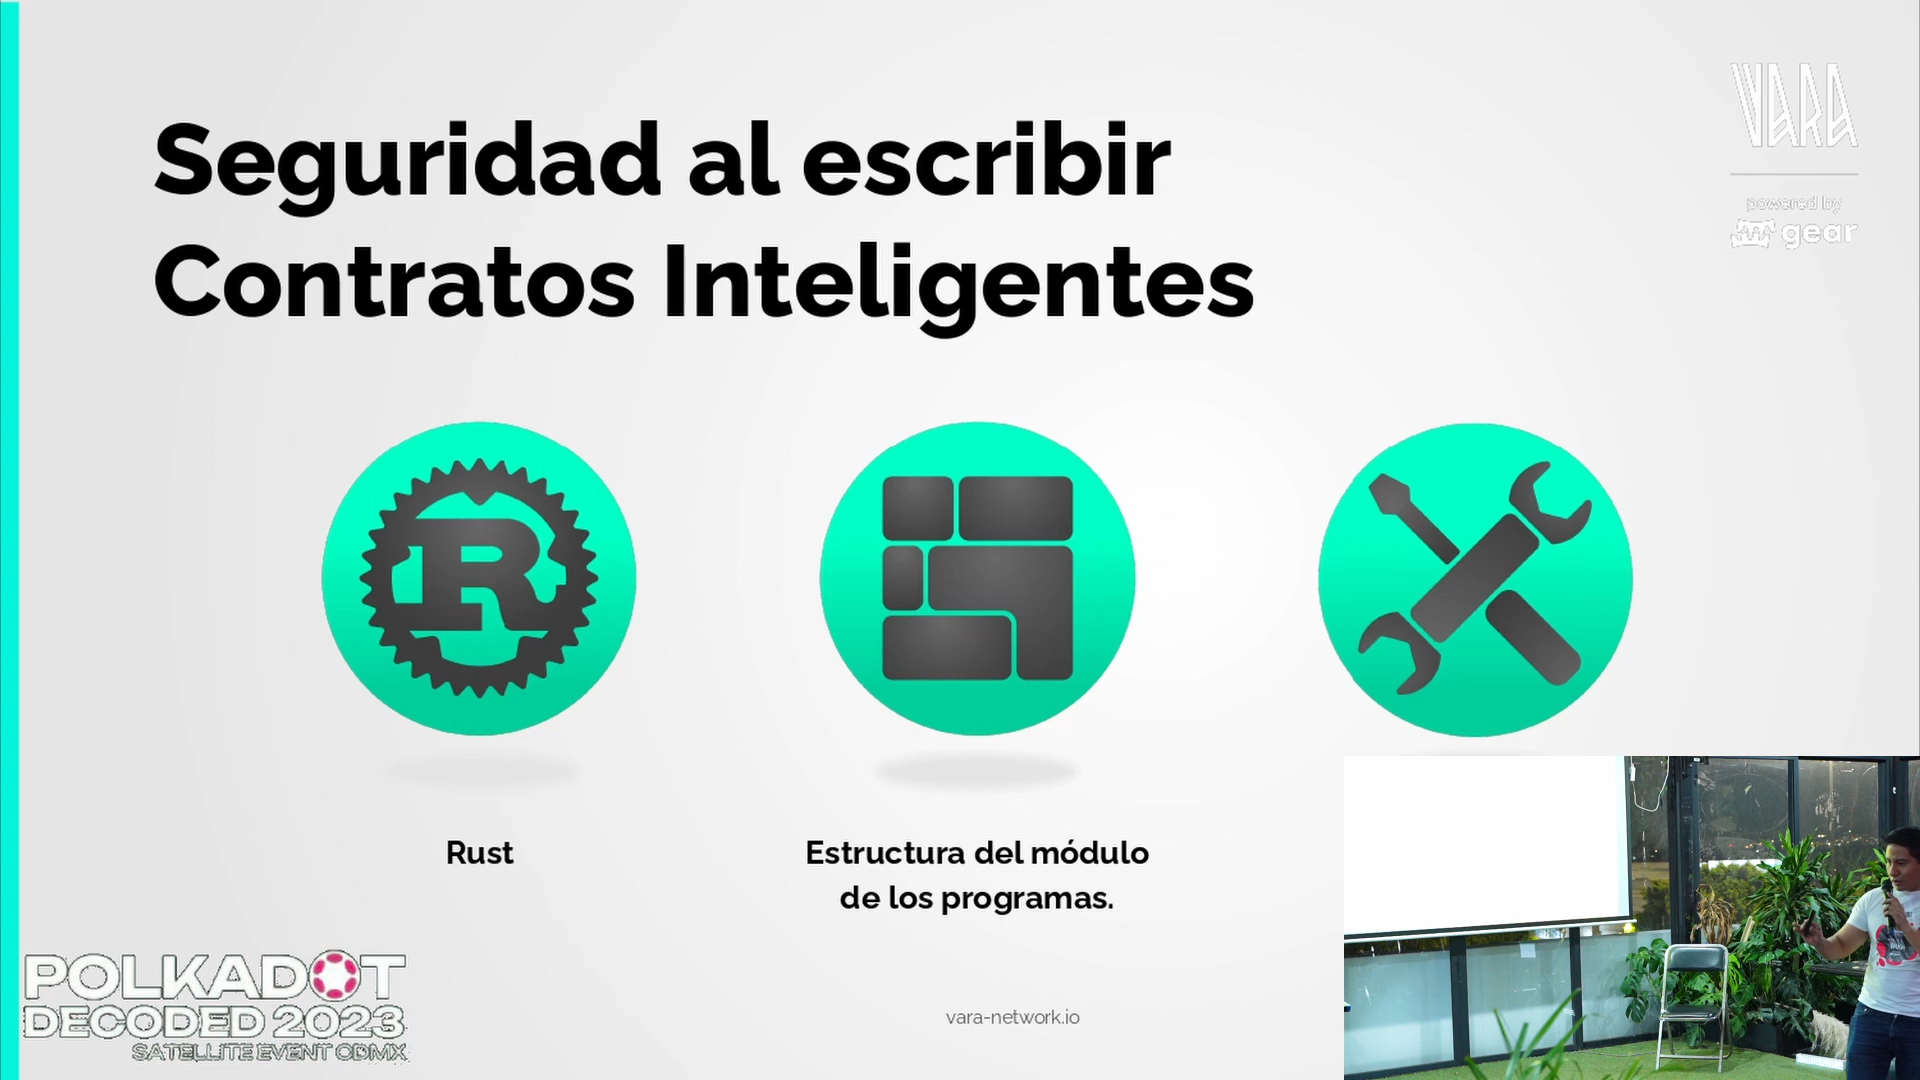 Seguridad al escribir
Contratos Inteligentes
VARA
powered by
gear
R
Rust
Estructura del módulo
de los programas.
POLKADOT
DECODED 2023
SATELLITE EVENT CDMX
vara-network.io